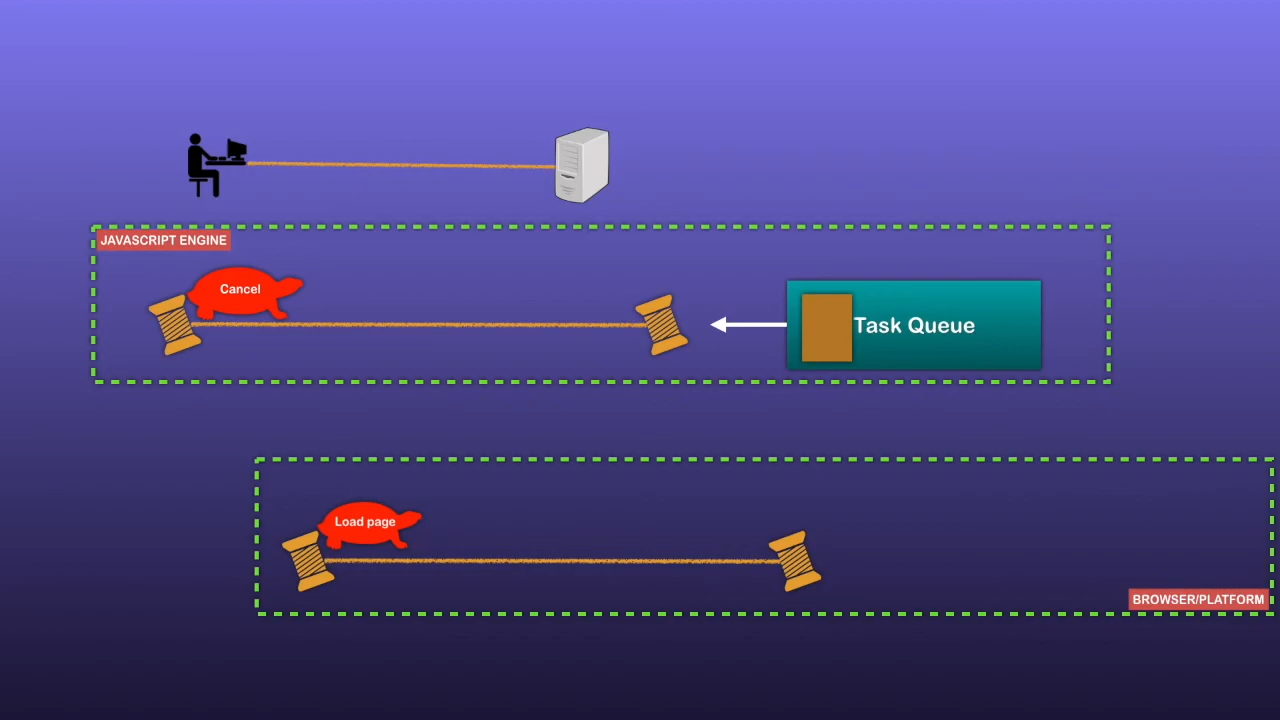 JAVASCRIPT ENGINE
Cancel
Task Queue
Load page
BROWSER/PLATFORM